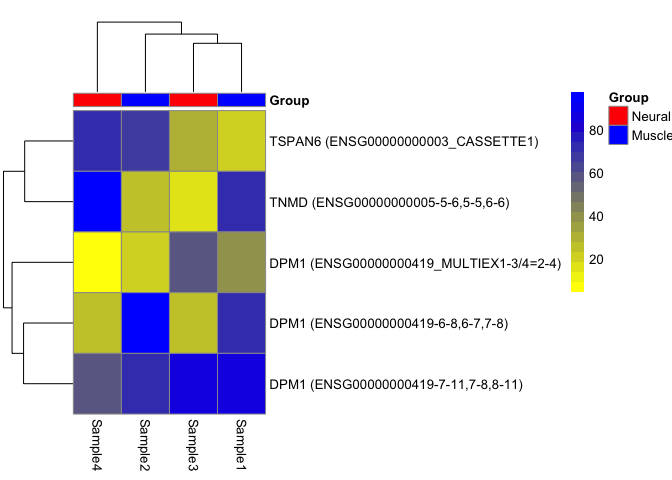 Group
TSPAN6 (ENSG00000000003_CASSETTE1)
TNMD (ENSG00000000005-5-6,5-5,6-6)
DPM1 (ENSG00000000419_MULTIEX1-3/4=2-4)
DPM1 (ENSG00000000419-6-8,6-7,7-8)
DPM1 (ENSG00000000419-7-11,7-8,8-11)
Sample4
Sample2
Sample3
Sample1
80
60
40
20
Group
Neural
Muscle